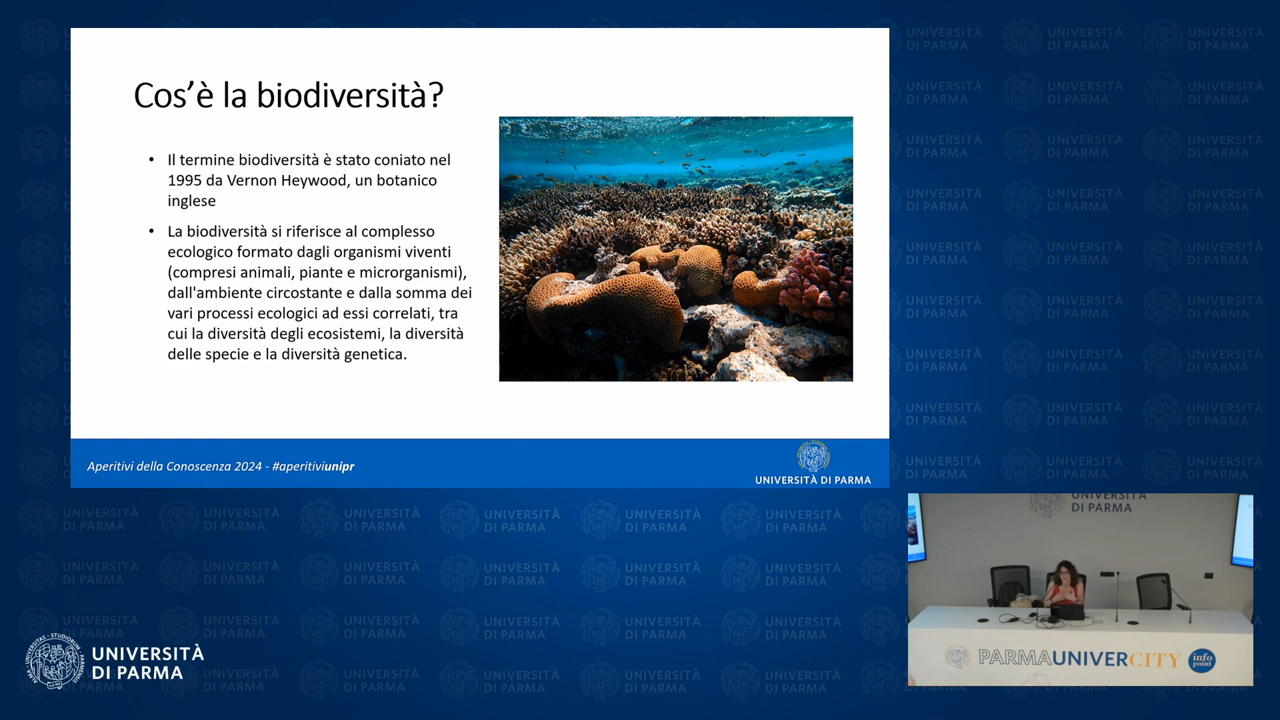 Cos'è la biodiversità?
• Il termine biodiversità è stato coniato nel
1995 da Vernon Heywood, un botanico
inglese
• La biodiversità si riferisce al complesso
ecologico formato dagli organismi viventi
(compresi animali, piante e microrganismi),
dall'ambiente circostante e dalla somma dei
vari processi ecologici ad essi correlati, tra
cui la diversità degli ecosistemi, la diversità
delle specie e la diversità genetica.
Aperitivi della Conoscenza 2024 - #aperitiviunipr
UNIVERSITÀ DI PARMA
UNIVERSITÀ
DI PARMA
PARMAUNIVERCITY
info
point
UNIVERSITÀ
DI PARMA